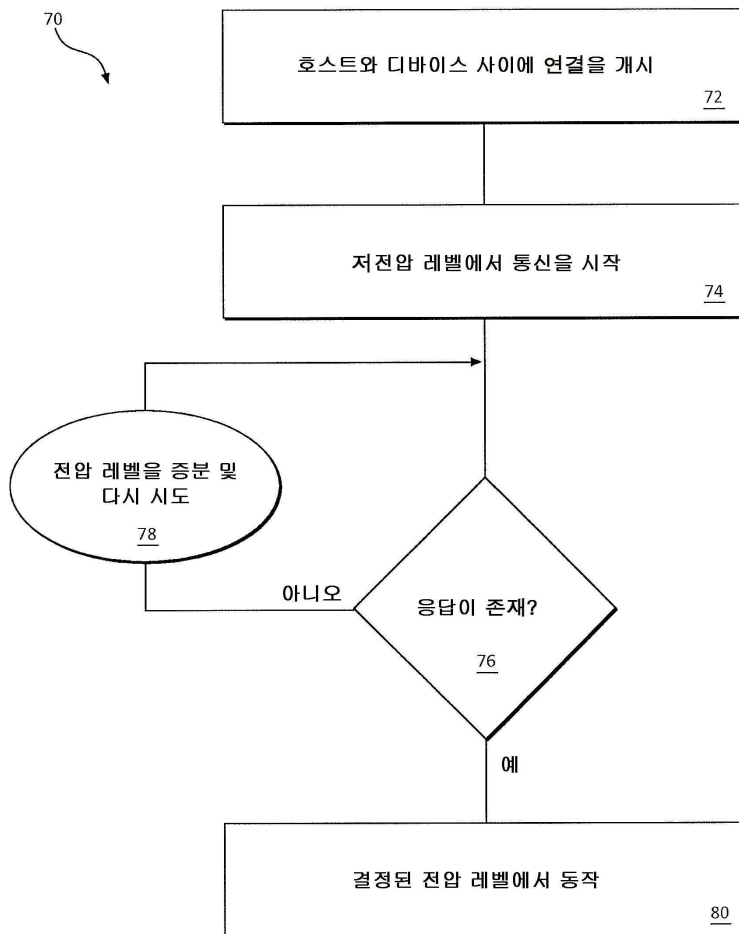 70
호스트와 디바이스 사이에 연결을 개시
72
저전압 레벨에서 통신을 시작
74
전압 레벨을 증분 및
다시 시도
78
아니오
응답이 존재?
76
예
결정된 전압 레벨에서 동작
80